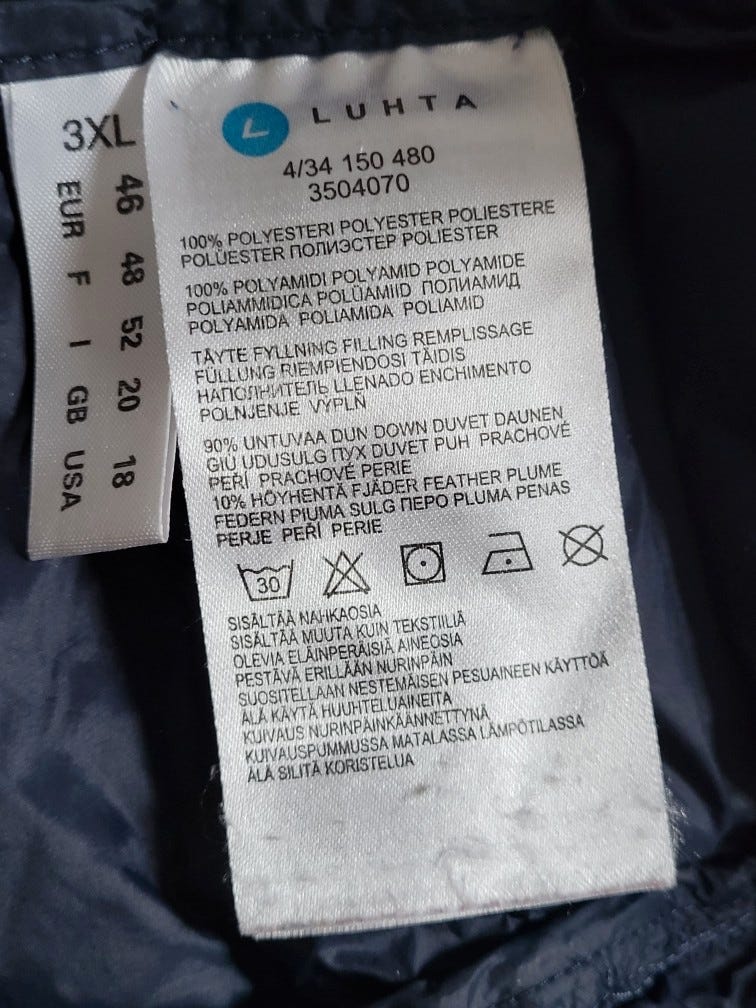 3XL
46 EUR
48 F
52 I
20 GB
18 USA
L LUHTA
4/34 150 480
3504070
100% POLYESTERI POLYESTER POLIESTERE
POLÜESTER ПОЛИЭСТЕР POLIESTER
100% POLYAMIDI POLYAMID POLYAMIDE
POLIAMMIDICA POLÜAMIID ПОЛИАМИД
POLYAMIDA POLIAMIDA POLIAMID
TÄYTE FYLLNING FILLING REMPLISSAGE
FÜLLUNG RIEMPIENDOSI TÄIDIS
НАПОЛНИТЕЛЬ LLENADO ENCHIMENTO
POLNJENJE VÝPLŇ
90% UNTUVAA DUN DOWN DUVET DAUNEN
GIÙ UDUSULG ПУХ DUVET PUH PRACHOVÉ
PEŘÍ PRACHOVÉ PERIE
10% HÖYHENTÄ FJÄDER FEATHER PLUME
FEDERN PIUMA SULG ПЕРО PLUMA PENAS
PERJE PEŘÍ PERIE
30
SISÄLTÄÄ NAHKAOSIA
SISÄLTÄÄ MUUTA KUIN TEKSTIILIÄ
OLEVIA ELÄINPERÄISIÄ AINEOSIA
PESTÄVÄ ERILLÄÄN NURINPÄIN
SUOSITELLAAN NESTEMÄISEN PESUAINEEN KÄYTTÖÄ
ÄLÄ KÄYTÄ HUUHTELUAINEITA
KUIVAUS NURINPÄINKÄÄNNETTYNÄ
KUIVAUSPUMMUSSA MATALASSA LÄMPÖTILASSA
ÄLÄ SILITÄ KORISTELUA